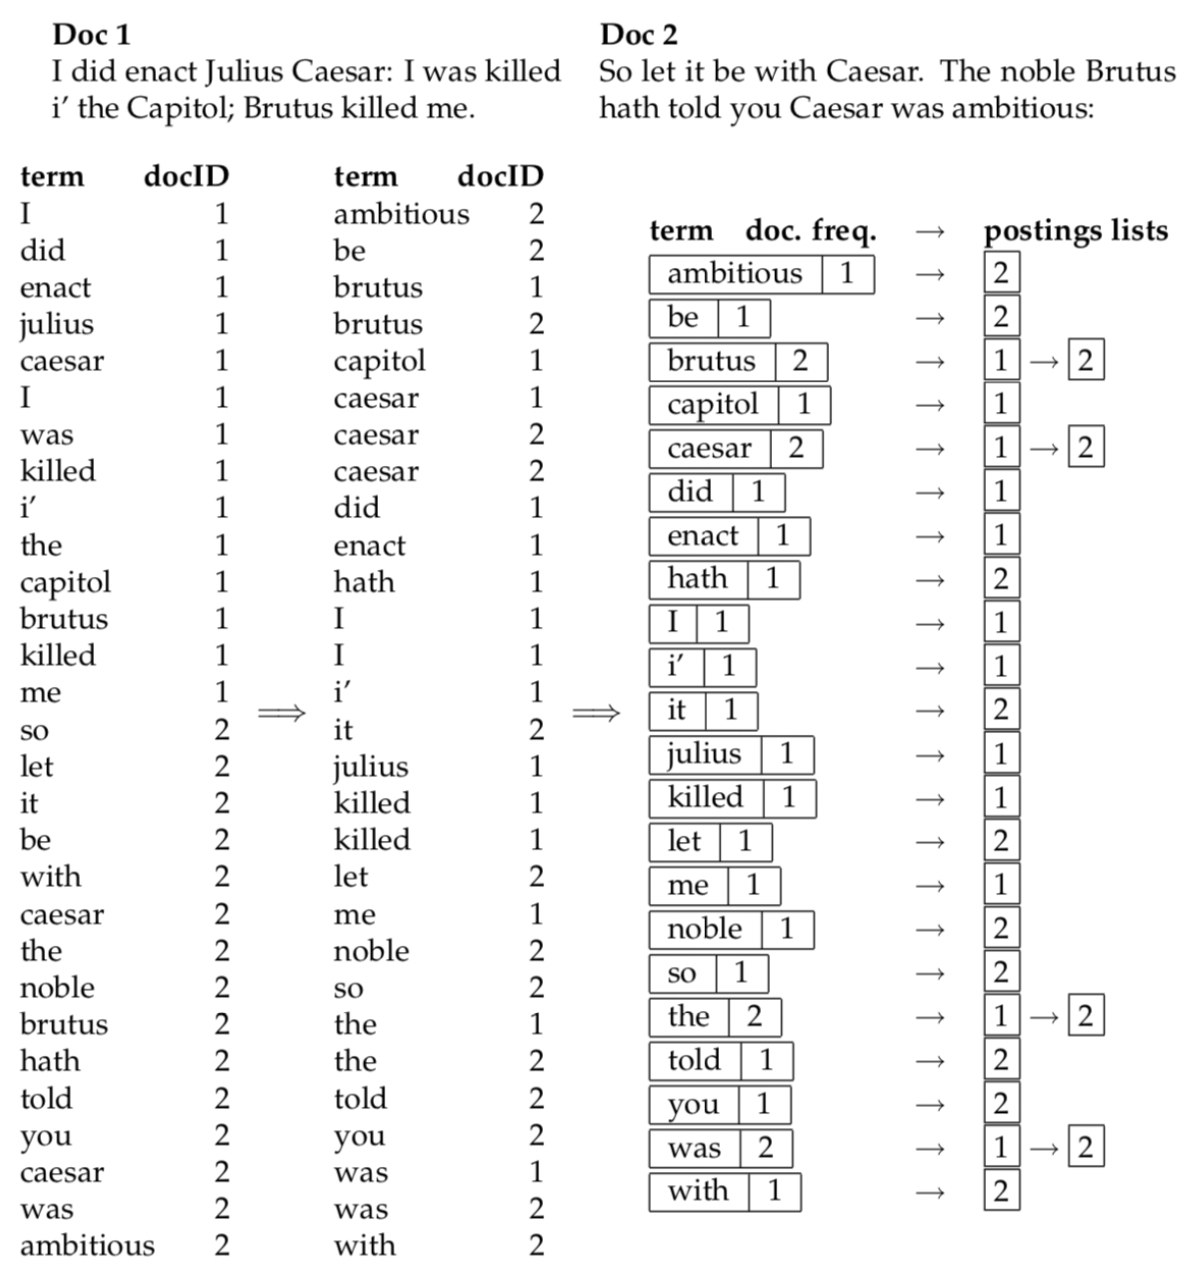 Doc 1
I did enact Julius Caesar: I was killed
i′ the Capitol; Brutus killed me.
Doc 2
So let it be with Caesar. The noble Brutus
hath told you Caesar was ambitious:
term docID
I 1
did 1
enact 1
julius 1
caesar 1
I 1
was 1
killed 1
i′ 1
the 1
capitol 1
brutus 1
killed 1
me 1
so 2
let 2
it 2
be 2
with 2
caesar 2
the 2
noble 2
brutus 2
hath 2
told 2
you 2
caesar 2
was 2
ambitious 2
⟹
term docID
ambitious 2
be 2
brutus 1
brutus 2
capitol 1
caesar 1
caesar 2
caesar 2
did 1
enact 1
hath 1
I 1
I 1
i′ 1
it 2
julius 1
killed 1
killed 1
let 2
me 1
noble 2
so 2
the 1
the 2
told 2
you 2
was 1
was 2
with 2
⟹
term doc. freq. → postings lists
ambitious 1 → 2
be 1 → 2
brutus 2 → 1 → 2
capitol 1 → 1
caesar 2 → 1 → 2
did 1 → 1
enact 1 → 1
hath 1 → 2
I 1 → 1
i′ 1 → 1
it 1 → 2
julius 1 → 1
killed 1 → 1
let 1 → 2
me 1 → 1
noble 1 → 2
so 1 → 2
the 2 → 1 → 2
told 1 → 2
you 1 → 2
was 2 → 1 → 2
with 1 → 2